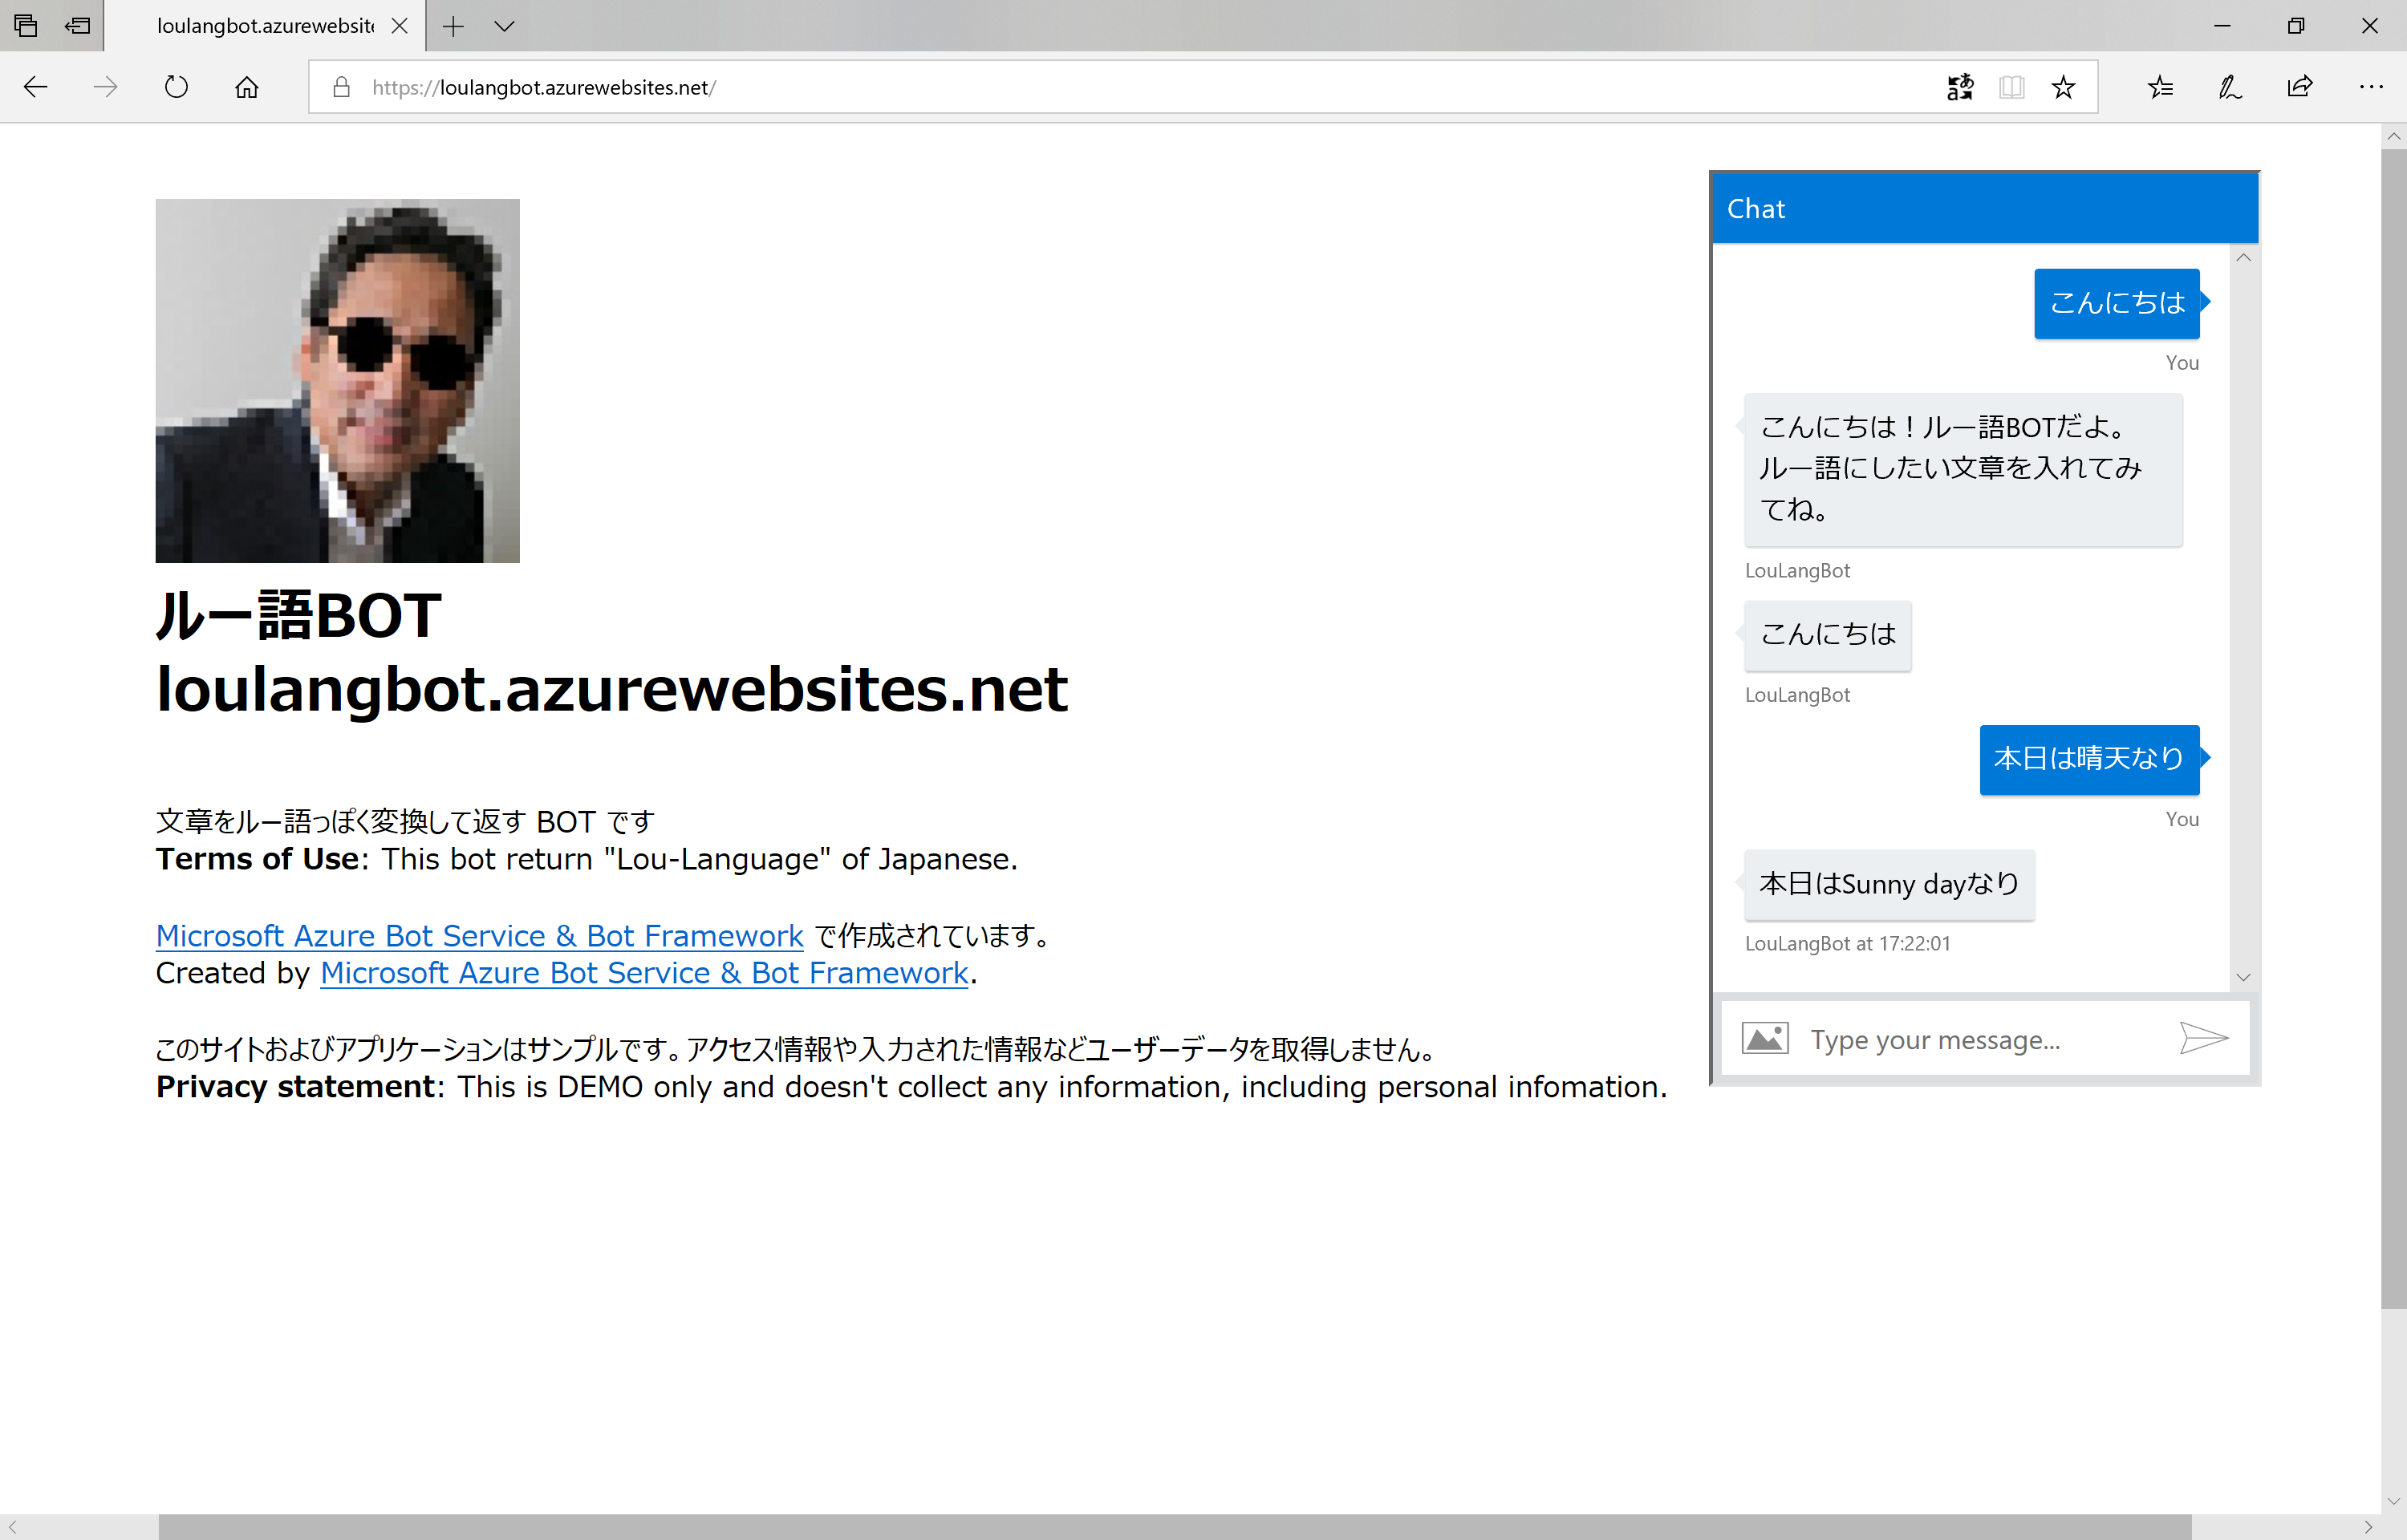 loulangbot.azurewebsite
https://loulangbot.azurewebsites.net/
ルー語BOT
loulangbot.azurewebsites.net
文章をルー語っぽく変換して返す BOT です
Terms of Use: This bot return "Lou-Language" of Japanese.
Microsoft Azure Bot Service & Bot Framework で作成されています。
Created by Microsoft Azure Bot Service & Bot Framework.
このサイトおよびアプリケーションはサンプルです。アクセス情報や入力された情報などユーザーデータを取得しません。
Privacy statement: This is DEMO only and doesn't collect any information, including personal infomation.
Chat
こんにちは
You
こんにちは！ルー語BOTだよ。
ルー語にしたい文章を入れてみ
てね。
LouLangBot
こんにちは
LouLangBot
本日は晴天なり
You
本日はSunny dayなり
LouLangBot at 17:22:01
Type your message...